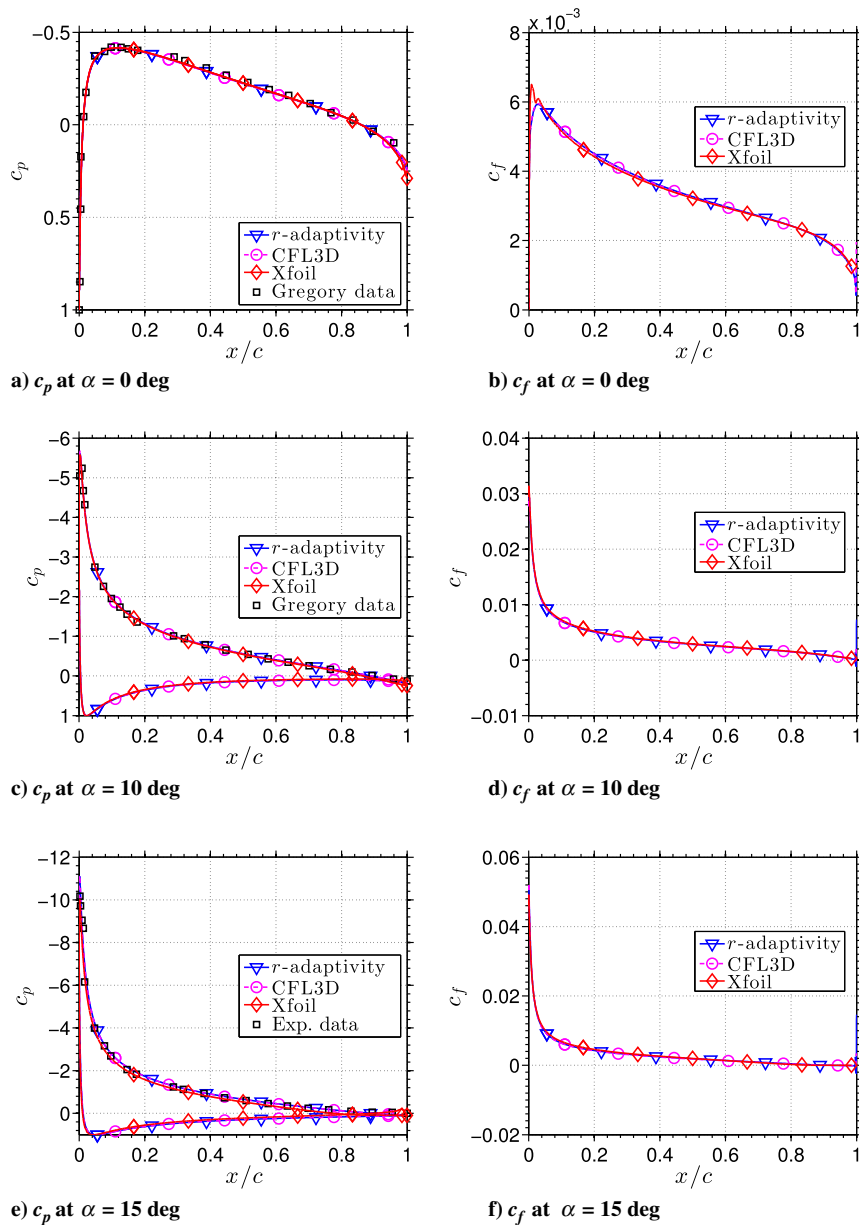 -0.5
0
0.5
1
c_p
0 0.2 0.4 0.6 0.8 1
x/c
r-adaptivity
CFL3D
Xfoil
Gregory data
a) c_p at α = 0 deg
8 x 10^-3
6
4
2
0
c_f
0 0.2 0.4 0.6 0.8 1
x/c
r-adaptivity
CFL3D
Xfoil
b) c_f at α = 0 deg
-6
-5
-4
-3
-2
-1
0
1
c_p
0 0.2 0.4 0.6 0.8 1
x/c
r-adaptivity
CFL3D
Xfoil
Gregory data
c) c_p at α = 10 deg
0.04
0.03
0.02
0.01
0
-0.01
c_f
0 0.2 0.4 0.6 0.8 1
x/c
r-adaptivity
CFL3D
Xfoil
d) c_f at α = 10 deg
-12
-10
-8
-6
-4
-2
0
c_p
0 0.2 0.4 0.6 0.8 1
x/c
r-adaptivity
CFL3D
Xfoil
Exp. data
e) c_p at α = 15 deg
0.06
0.04
0.02
0
-0.02
c_f
0 0.2 0.4 0.6 0.8 1
x/c
r-adaptivity
CFL3D
Xfoil
f) c_f at α = 15 deg